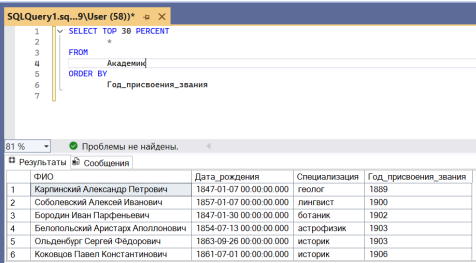 SQLQuery1.sq...9\User (58))*
1 SELECT TOP 30 PERCENT
2 *
3 FROM
4 Академик
5 ORDER BY
6 Год_присвоения_звания
7
81 % Проблемы не найдены.
Результаты Сообщения
ФИО Дата_рождения Специализация Год_присвоения_звания
1 Карпинский Александр Петрович 1847-01-07 00:00:00.000 геолог 1889
2 Соболевский Алексей Иванович 1857-01-07 00:00:00.000 лингвист 1900
3 Бородин Иван Парфеньевич 1847-01-30 00:00:00.000 ботаник 1902
4 Белопольский Аристарх Аполлонович 1854-07-13 00:00:00.000 астрофизик 1903
5 Ольденбург Сергей Фёдорович 1863-09-26 00:00:00.000 историк 1903
6 Коковцов Павел Константинович 1861-07-01 00:00:00.000 историк 1906